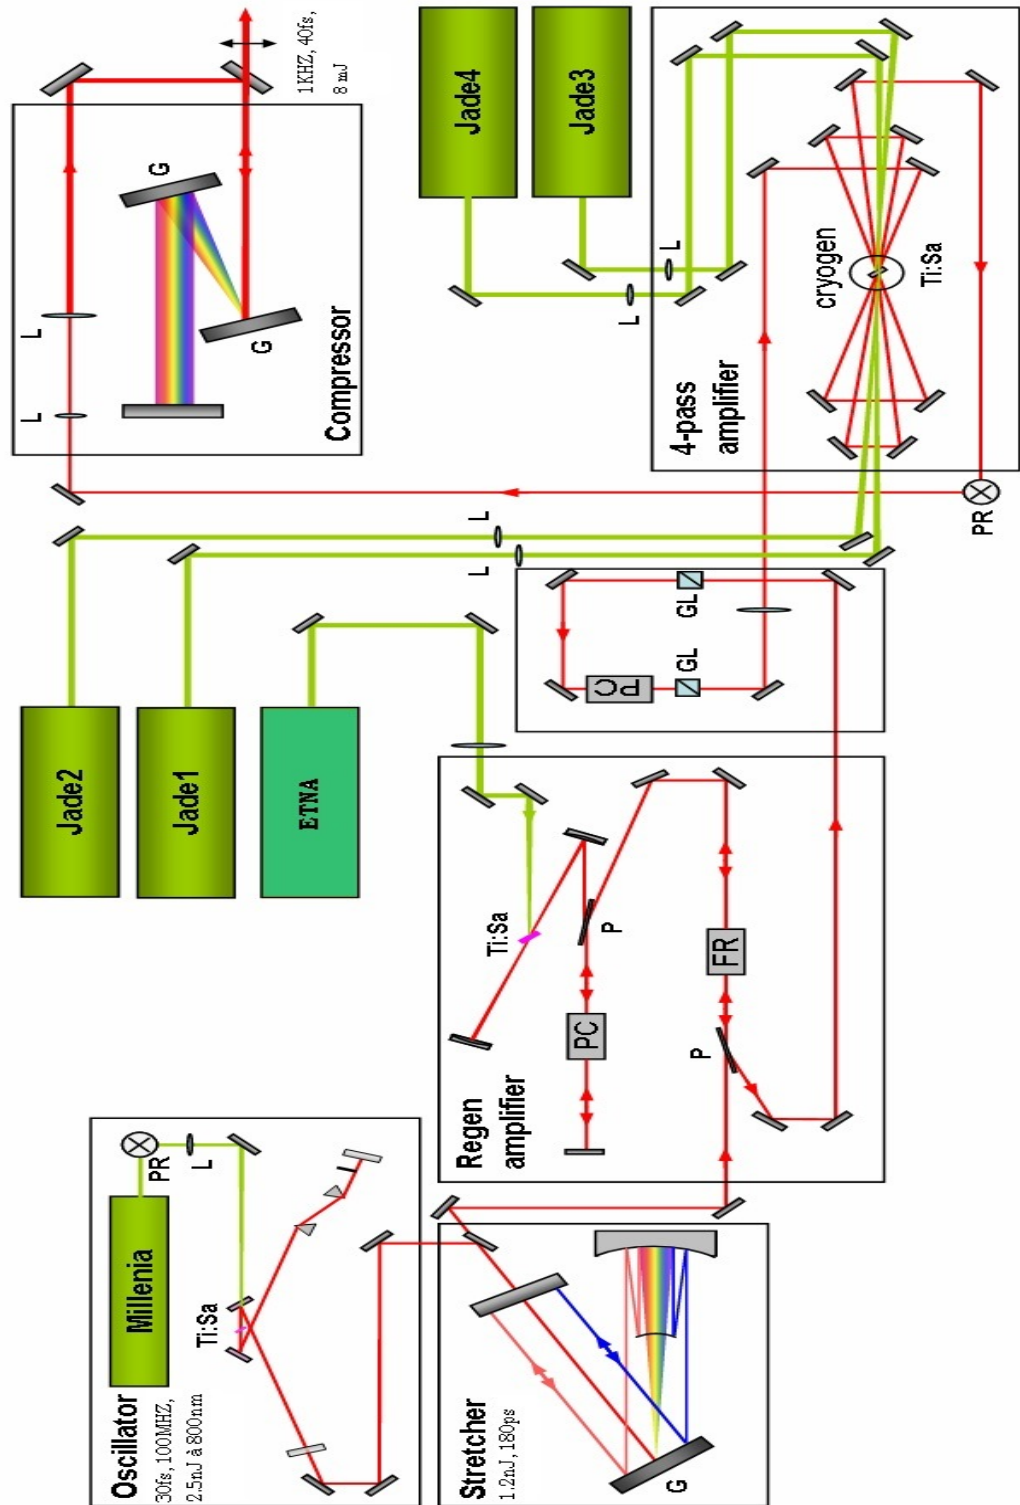 Oscillator
30fs, 100MHZ,
2.5nJ à 800nm
Millenia
PR
L
Ti:Sa
Stretcher
1.2nJ, 180ps
G
Regen
amplifier
PC
P
Ti:Sa
P
FR
Jade2
Jade1
ETNA
L
L
PC
GL
GL
PR
4-pass
amplifier
cryogen
Ti:Sa
L
L
Jade4
Jade3
Compressor
L
L
G
G
1KHZ, 40fs,
8 mJ